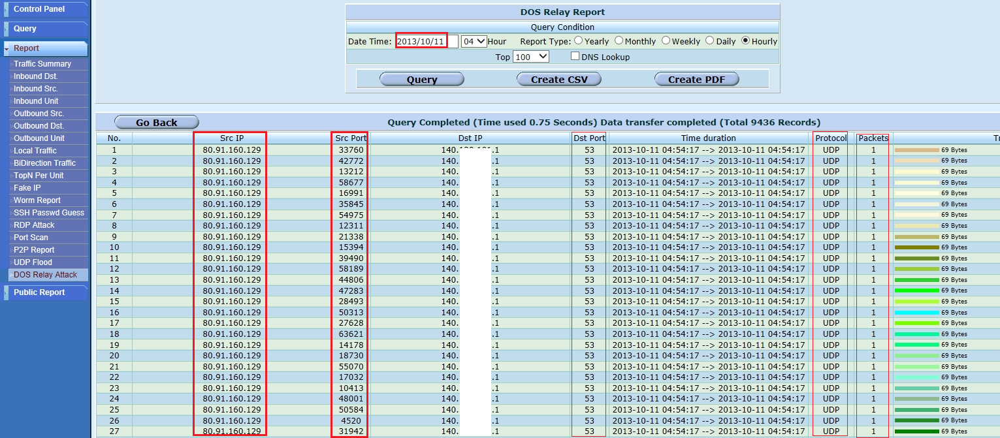 Control Panel
Query
Report
Traffic Summary
Inbound Dst.
Inbound Src.
Inbound Unit
Outbound Src.
Outbound Dst.
Outbound Unit
Local Traffic
BiDirection Traffic
TopN Per Unit
Fake IP
Worm Report
SSH Passwd Guess
RDP Attack
Port Scan
P2P Report
UDP Flood
DOS Relay Attack
Public Report
DOS Relay Report
Query Condition
Date Time: 2013/10/11 04 Hour Report Type: Yearly Monthly Weekly Daily Hourly
Top 100 DNS Lookup
Query Create CSV Create PDF
Go Back Query Completed (Time used 0.75 Seconds) Data transfer completed (Total 9436 Records)
No. Src IP Src Port Dst IP Dst Port Time duration Protocol Packets
1 80.91.160.129 33760 140. .1 53 2013-10-11 04:54:17 --> 2013-10-11 04:54:17 UDP 1 69 Bytes
2 80.91.160.129 42772 140. .1 53 2013-10-11 04:54:17 --> 2013-10-11 04:54:17 UDP 1 69 Bytes
3 80.91.160.129 13212 140. .1 53 2013-10-11 04:54:17 --> 2013-10-11 04:54:17 UDP 1 69 Bytes
4 80.91.160.129 58677 140. .1 53 2013-10-11 04:54:17 --> 2013-10-11 04:54:17 UDP 1 69 Bytes
5 80.91.160.129 16991 140. .1 53 2013-10-11 04:54:17 --> 2013-10-11 04:54:17 UDP 1 69 Bytes
6 80.91.160.129 35845 140. .1 53 2013-10-11 04:54:17 --> 2013-10-11 04:54:17 UDP 1 69 Bytes
7 80.91.160.129 54975 140. .1 53 2013-10-11 04:54:17 --> 2013-10-11 04:54:17 UDP 1 69 Bytes
8 80.91.160.129 12311 140. .1 53 2013-10-11 04:54:17 --> 2013-10-11 04:54:17 UDP 1 69 Bytes
9 80.91.160.129 21338 140. .1 53 2013-10-11 04:54:17 --> 2013-10-11 04:54:17 UDP 1 69 Bytes
10 80.91.160.129 15394 140. .1 53 2013-10-11 04:54:17 --> 2013-10-11 04:54:17 UDP 1 69 Bytes
11 80.91.160.129 39490 140. .1 53 2013-10-11 04:54:17 --> 2013-10-11 04:54:17 UDP 1 69 Bytes
12 80.91.160.129 58189 140. .1 53 2013-10-11 04:54:17 --> 2013-10-11 04:54:17 UDP 1 69 Bytes
13 80.91.160.129 44806 140. .1 53 2013-10-11 04:54:17 --> 2013-10-11 04:54:17 UDP 1 69 Bytes
14 80.91.160.129 47283 140. .1 53 2013-10-11 04:54:17 --> 2013-10-11 04:54:17 UDP 1 69 Bytes
15 80.91.160.129 28493 140. .1 53 2013-10-11 04:54:17 --> 2013-10-11 04:54:17 UDP 1 69 Bytes
16 80.91.160.129 50313 140. .1 53 2013-10-11 04:54:17 --> 2013-10-11 04:54:17 UDP 1 69 Bytes
17 80.91.160.129 27628 140. .1 53 2013-10-11 04:54:17 --> 2013-10-11 04:54:17 UDP 1 69 Bytes
18 80.91.160.129 63621 140. .1 53 2013-10-11 04:54:17 --> 2013-10-11 04:54:17 UDP 1 69 Bytes
19 80.91.160.129 14178 140. .1 53 2013-10-11 04:54:17 --> 2013-10-11 04:54:17 UDP 1 69 Bytes
20 80.91.160.129 18730 140. .1 53 2013-10-11 04:54:17 --> 2013-10-11 04:54:17 UDP 1 69 Bytes
21 80.91.160.129 55070 140. .1 53 2013-10-11 04:54:17 --> 2013-10-11 04:54:17 UDP 1 69 Bytes
22 80.91.160.129 17032 140. .1 53 2013-10-11 04:54:17 --> 2013-10-11 04:54:17 UDP 1 69 Bytes
23 80.91.160.129 10413 140. .1 53 2013-10-11 04:54:17 --> 2013-10-11 04:54:17 UDP 1 69 Bytes
24 80.91.160.129 48001 140. .1 53 2013-10-11 04:54:17 --> 2013-10-11 04:54:17 UDP 1 69 Bytes
25 80.91.160.129 50584 140. .1 53 2013-10-11 04:54:17 --> 2013-10-11 04:54:17 UDP 1 69 Bytes
26 80.91.160.129 4520 140. .1 53 2013-10-11 04:54:17 --> 2013-10-11 04:54:17 UDP 1 69 Bytes
27 80.91.160.129 31942 140. .1 53 2013-10-11 04:54:17 --> 2013-10-11 04:54:17 UDP 1 69 Bytes